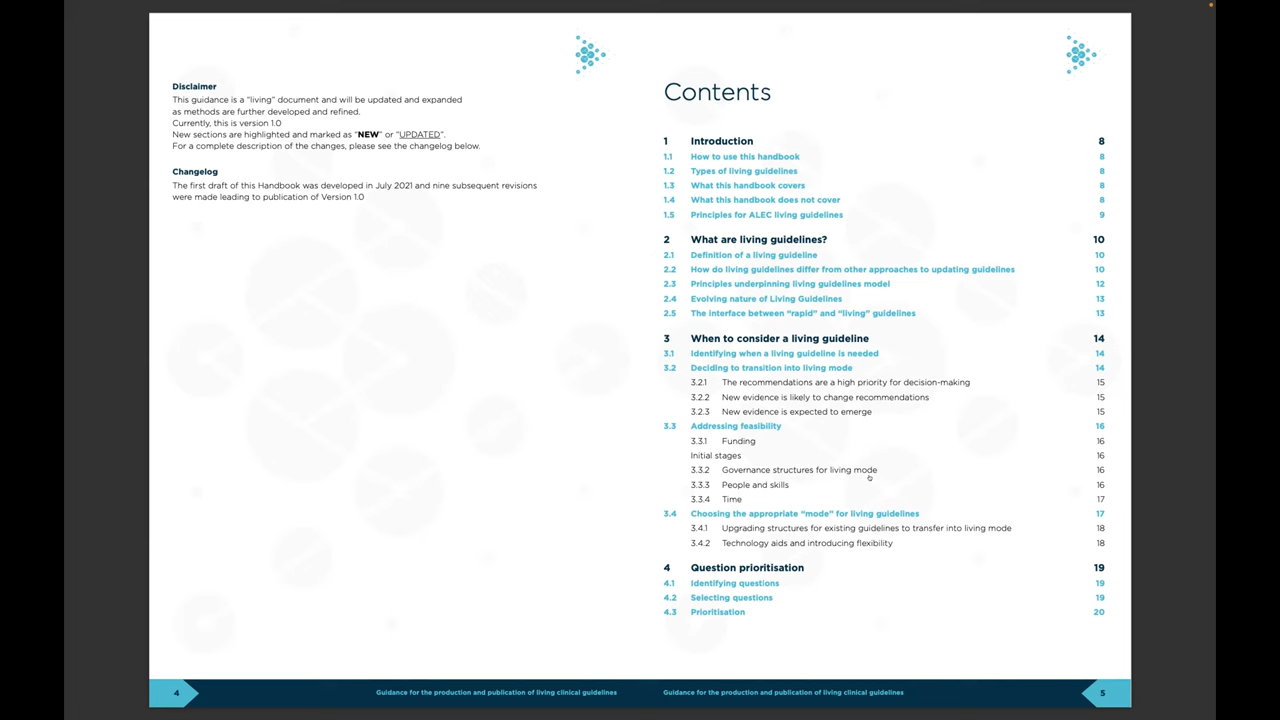 Disclaimer
This guidance is a "living" document and will be updated and expanded
as methods are further developed and refined.
Currently, this is version 1.0
New sections are highlighted and marked as "NEW" or "UPDATED".
For a complete description of the changes, please see the changelog below.
Changelog
The first draft of this Handbook was developed in July 2021 and nine subsequent revisions
were made leading to publication of Version 1.0
4
Guidance for the production and publication of living clinical guidelines
Contents
1 Introduction 8
1.1 How to use this handbook 8
1.2 Types of living guidelines 8
1.3 What this handbook covers 8
1.4 What this handbook does not cover 8
1.5 Principles for ALEC living guidelines 9
2 What are living guidelines? 10
2.1 Definition of a living guideline 10
2.2 How do living guidelines differ from other approaches to updating guidelines 10
2.3 Principles underpinning living guidelines model 12
2.4 Evolving nature of Living Guidelines 13
2.5 The interface between “rapid” and “living” guidelines 13
3 When to consider a living guideline 14
3.1 Identifying when a living guideline is needed 14
3.2 Deciding to transition into living mode 14
3.2.1 The recommendations are a high priority for decision-making 15
3.2.2 New evidence is likely to change recommendations 15
3.2.3 New evidence is expected to emerge 15
3.3 Addressing feasibility 16
3.3.1 Funding 16
Initial stages 16
3.3.2 Governance structures for living mode 16
3.3.3 People and skills 16
3.3.4 Time 17
3.4 Choosing the appropriate “mode” for living guidelines 17
3.4.1 Upgrading structures for existing guidelines to transfer into living mode 18
3.4.2 Technology aids and introducing flexibility 18
4 Question prioritisation 19
4.1 Identifying questions 19
4.2 Selecting questions 19
4.3 Prioritisation 20
Guidance for the production and publication of living clinical guidelines
5